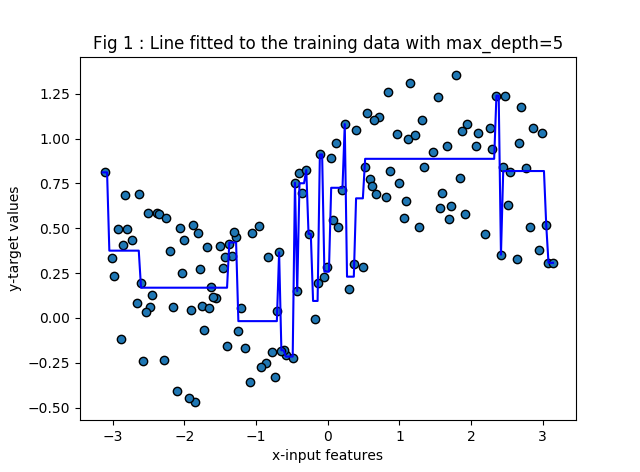 Fig 1 : Line fitted to the training data with max_depth=5
1.25
1.00
0.75
0.50
0.25
0.00
−0.25
−0.50
y-target values
−3 −2 −1 0 1 2 3
x-input features